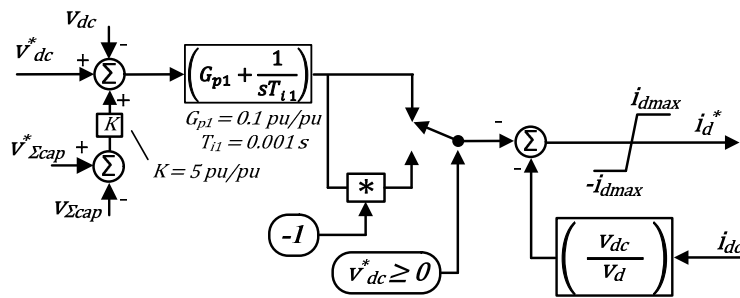 v_dc
v*_dc
-
+
Σ
+
K
v*_Σcap
+
Σ
-
v_Σcap
(G_p1 + 1/(sT_i1))
G_p1 = 0.1 pu/pu
T_i1 = 0.001 s
K = 5 pu/pu
*
-1
v*_dc ≥ 0
-
Σ
-
i_dmax
-i_dmax
i_d*
(v_dc/v_d)
i_dc